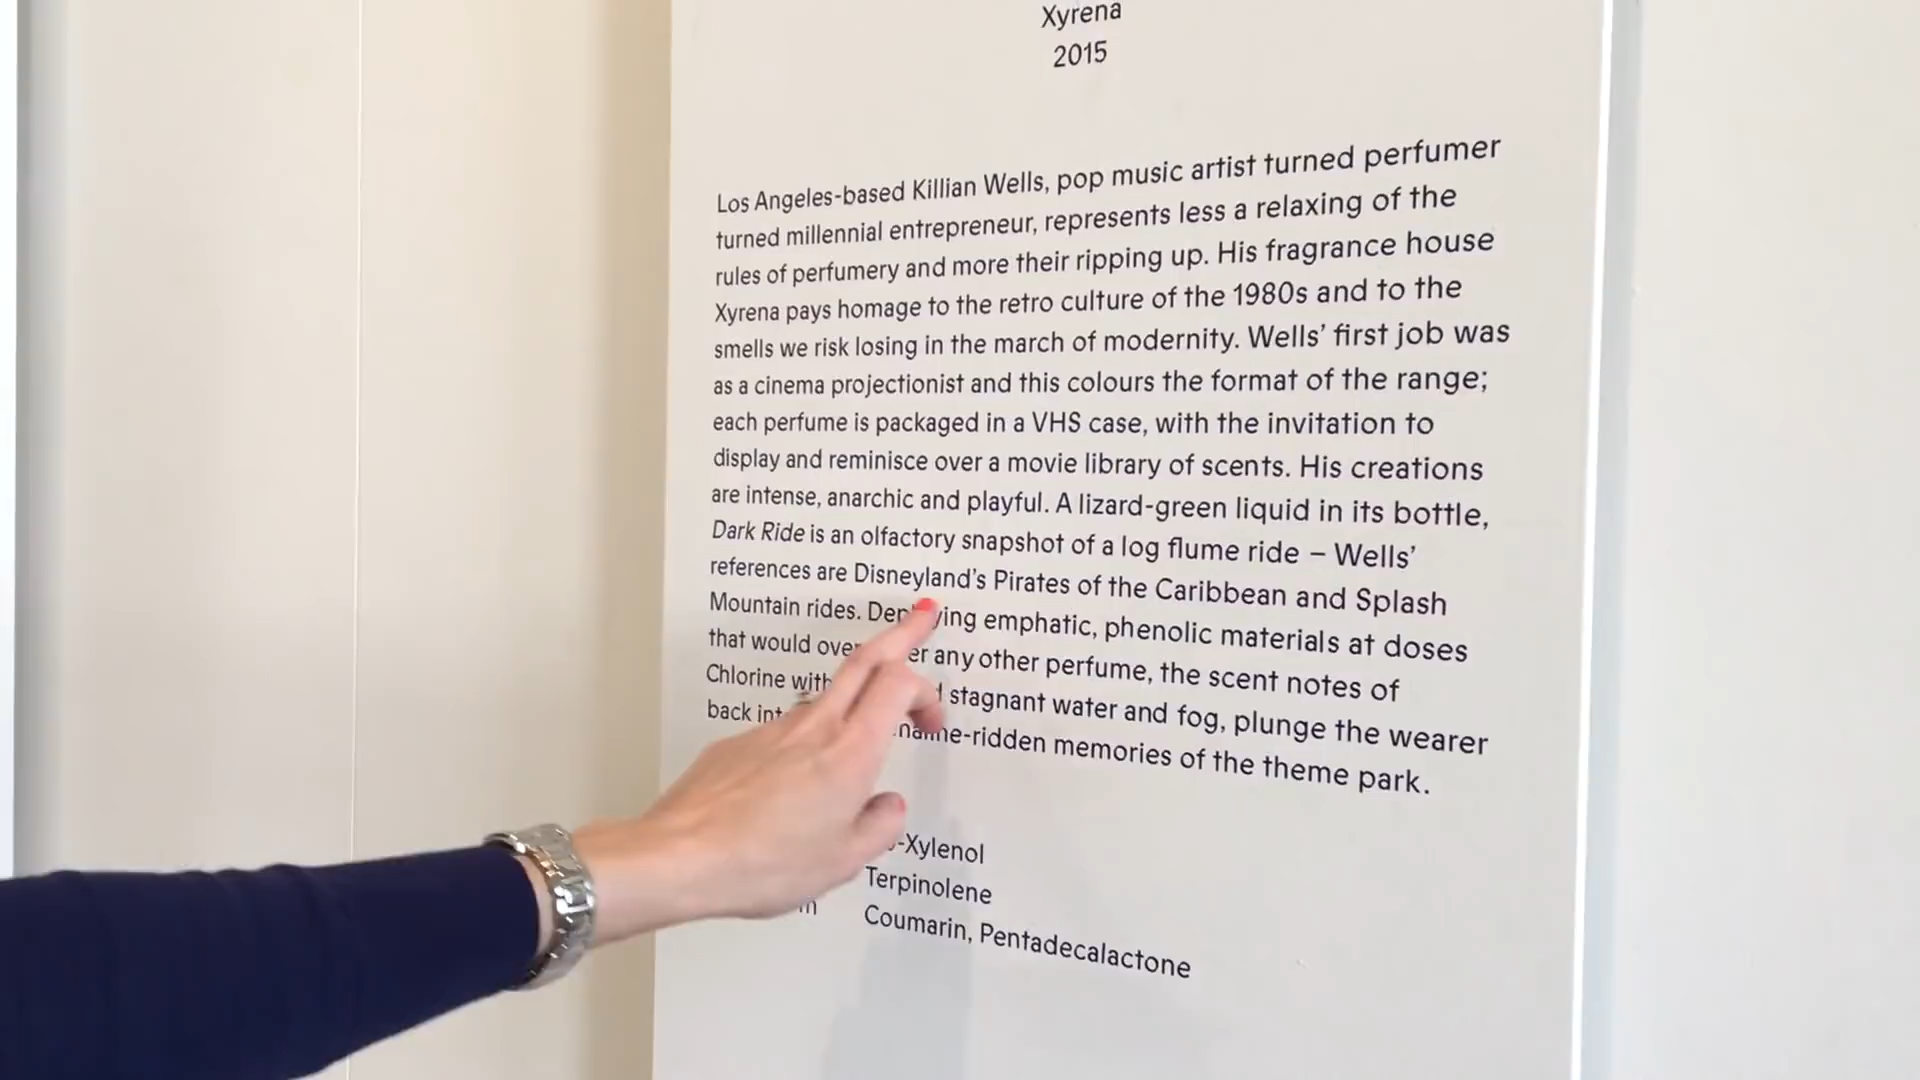 Xyrena
2015
Los Angeles-based Killian Wells, pop music artist turned perfumer
turned millennial entrepreneur, represents less a relaxing of the
rules of perfumery and more their ripping up. His fragrance house
Xyrena pays homage to the retro culture of the 1980s and to the
smells we risk losing in the march of modernity. Wells’ first job was
as a cinema projectionist and this colours the format of the range;
each perfume is packaged in a VHS case, with the invitation to
display and reminisce over a movie library of scents. His creations
are intense, anarchic and playful. A lizard-green liquid in its bottle,
Dark Ride is an olfactory snapshot of a log flume ride – Wells’
references are Disneyland’s Pirates of the Caribbean and Splash
Mountain rides. emphatic, phenolic materials at doses
that would any other perfume, the scent notes of
Chlorine with stagnant water and fog, plunge the wearer
back memories of the theme park.
-Xylenol
Terpinolene
Coumarin, Pentadecalactone